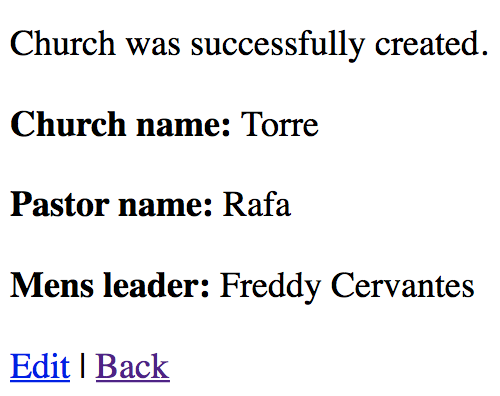 Church was successfully created.
Church name: Torre
Pastor name: Rafa
Mens leader: Freddy Cervantes
Edit | Back